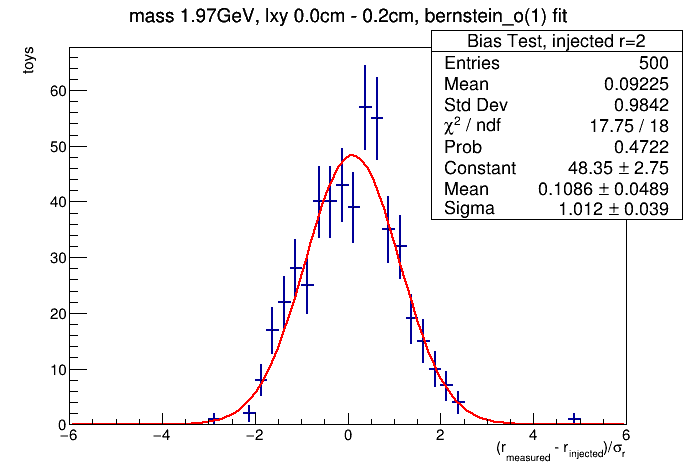 mass 1.97GeV, lxy 0.0cm - 0.2cm, bernstein_o(1) fit
toys
Bias Test, injected r=2
Entries 500
Mean 0.09225
Std Dev 0.9842
χ² / ndf 17.75 / 18
Prob 0.4722
Constant 48.35 ± 2.75
Mean 0.1086 ± 0.0489
Sigma 1.012 ± 0.039
60
50
40
30
20
10
0
−6 −4 −2 0 2 4 6
(r_measured - r_injected)/σ_r